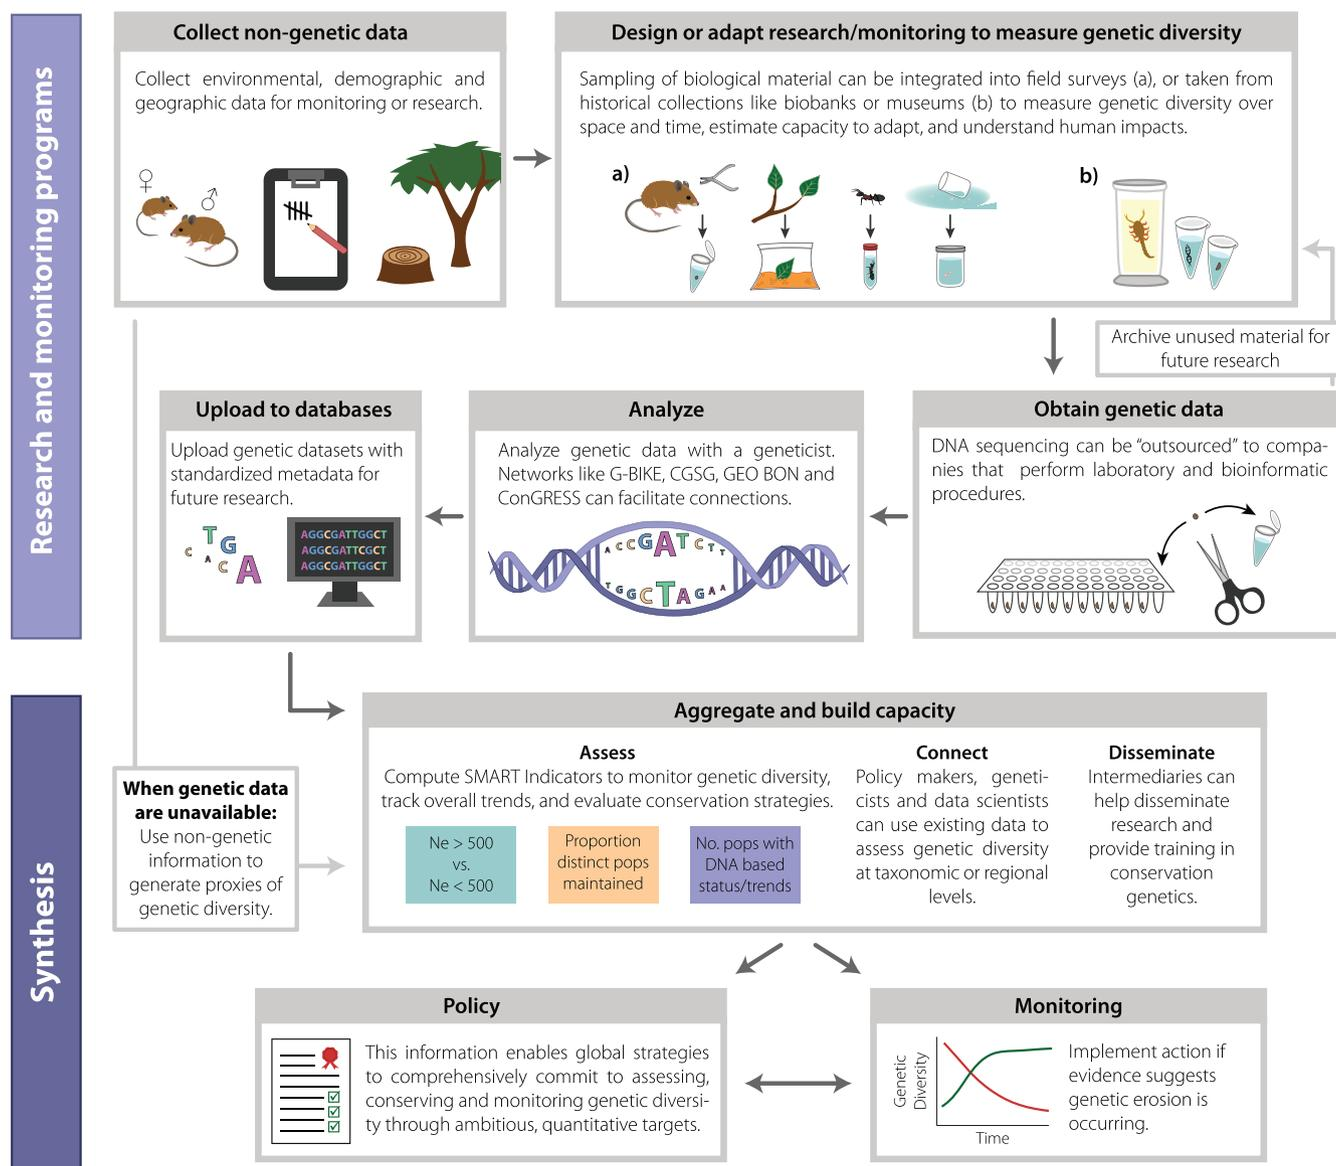 Research and monitoring programs
Collect non-genetic data
Collect environmental, demographic and
geographic data for monitoring or research.
♀
♂
Design or adapt research/monitoring to measure genetic diversity
Sampling of biological material can be integrated into field surveys (a), or taken from
historical collections like biobanks or museums (b) to measure genetic diversity over
space and time, estimate capacity to adapt, and understand human impacts.
a)
b)
Archive unused material for
future research
Obtain genetic data
DNA sequencing can be “outsourced” to compa-
nies that perform laboratory and bioinformatic
procedures.
Analyze
Analyze genetic data with a geneticist.
Networks like G-BIKE, CGSG, GEO BON and
ConGRESS can facilitate connections.
A C C G A T C T T
T G G C T A G A A
Upload to databases
Upload genetic datasets with
standardized metadata for
future research.
C T A G C A
AGGCGATTGGCT
AGGCGATTCGCT
AGGCGATTGGCT
Synthesis
When genetic data
are unavailable:
Use non-genetic
information to
generate proxies of
genetic diversity.
Aggregate and build capacity
Assess
Compute SMART Indicators to monitor genetic diversity,
track overall trends, and evaluate conservation strategies.
Ne > 500
vs.
Ne < 500
Proportion
distinct pops
maintained
No. pops with
DNA based
status/trends
Connect
Policy makers, geneti-
cists and data scientists
can use existing data to
assess genetic diversity
at taxonomic or regional
levels.
Disseminate
Intermediaries can
help disseminate
research and
provide training in
conservation
genetics.
Policy
This information enables global strategies
to comprehensively commit to assessing,
conserving and monitoring genetic diversi-
ty through ambitious, quantitative targets.
Monitoring
Genetic
Diversity
Time
Implement action if
evidence suggests
genetic erosion is
occurring.